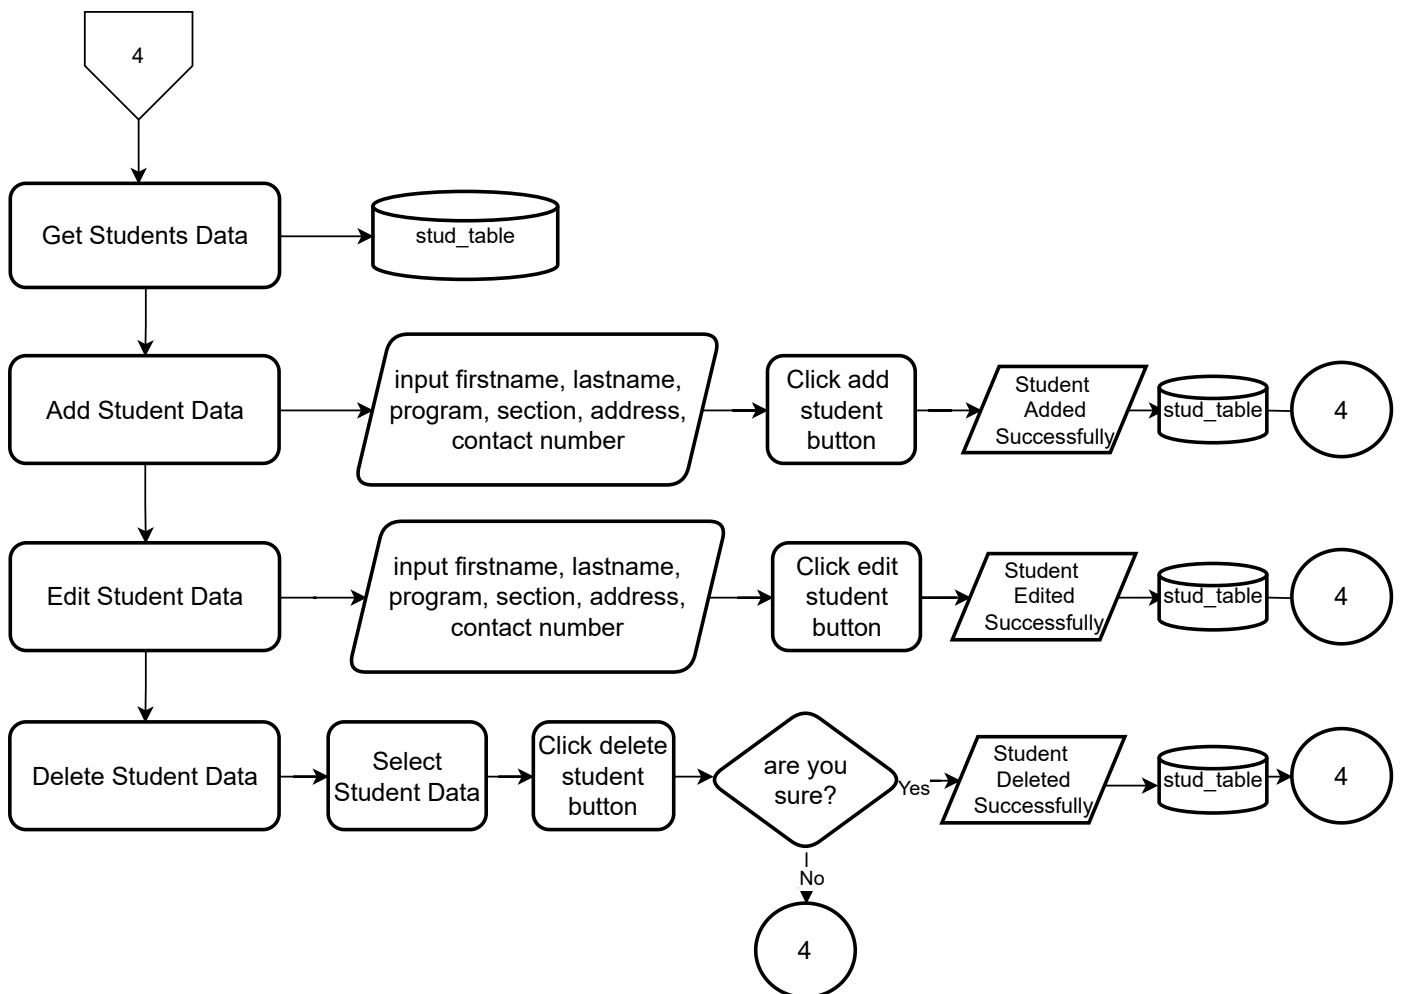 4
Get Students Data
stud_table
Add Student Data
input firstname, lastname,
program, section, address,
contact number
Click add
student
button
Student
Added
Successfully
stud_table
4
Edit Student Data
input firstname, lastname,
program, section, address,
contact number
Click edit
student
button
Student
Edited
Successfully
stud_table
4
Delete Student Data
Select
Student Data
Click delete
student
button
are you
sure?
Yes
Student
Deleted
Successfully
stud_table
4
No
4